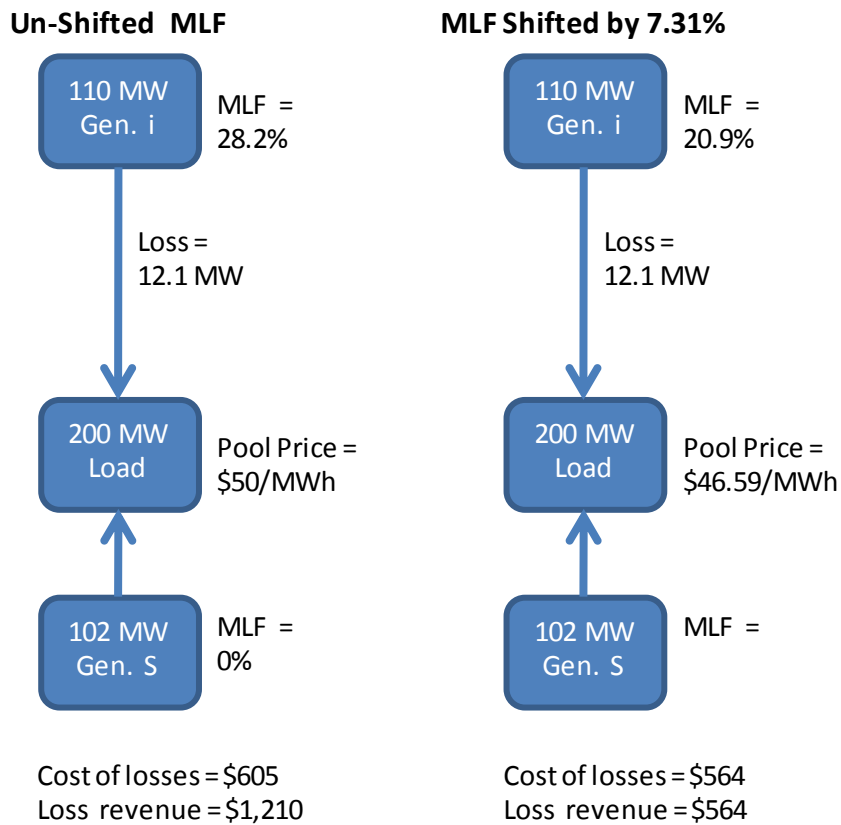 Un-Shifted MLF
110 MW
Gen. i
MLF =
28.2%
Loss =
12.1 MW
200 MW
Load
Pool Price =
$50/MWh
102 MW
Gen. S
MLF =
0%
Cost of losses = $605
Loss revenue = $1,210
MLF Shifted by 7.31%
110 MW
Gen. i
MLF =
20.9%
Loss =
12.1 MW
200 MW
Load
Pool Price =
$46.59/MWh
102 MW
Gen. S
MLF =
Cost of losses = $564
Loss revenue = $564